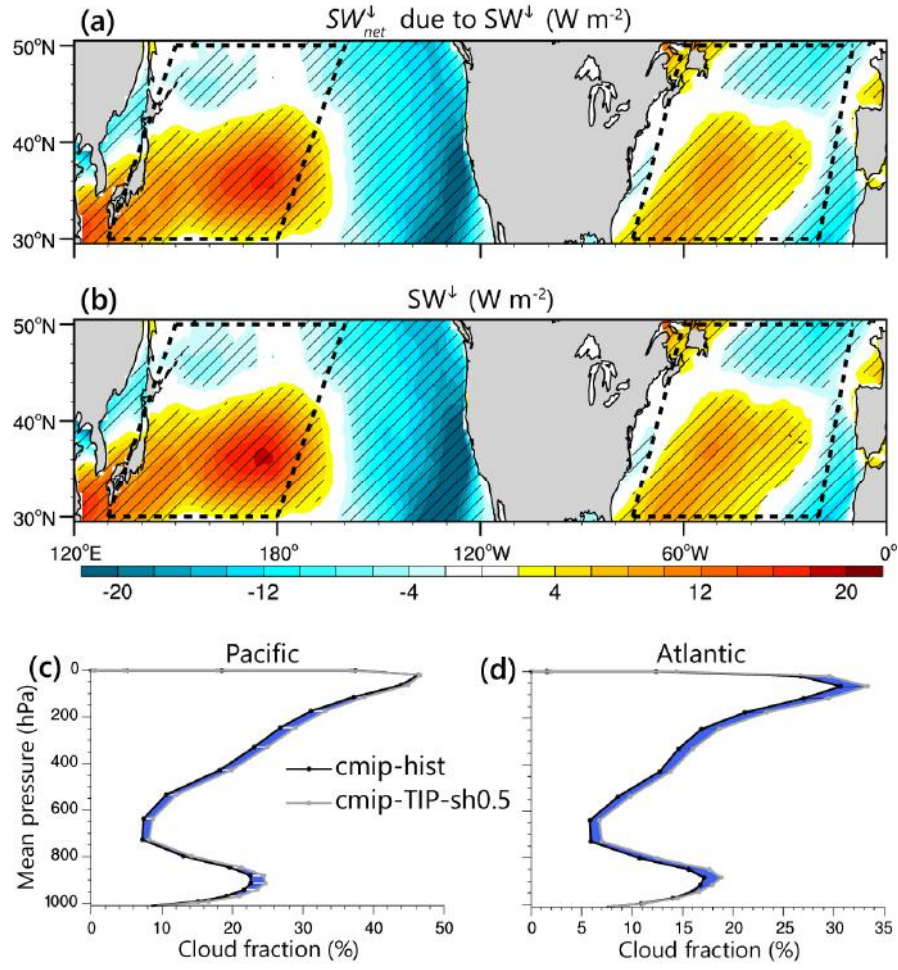 (a) SW↓net due to SW↓ (W m-2)
50°N
40°N
30°N
(b) SW↓ (W m-2)
50°N
40°N
30°N
120°E 180° 120°W 60°W 0°
-20 -12 -4 4 12 20
(c) Pacific
(d) Atlantic
Mean pressure (hPa)
0
200
400
600
800
1000
cmip-hist
cmip-TIP-sh0.5
0 10 20 30 40 50
0 5 10 15 20 25 30 35
Cloud fraction (%)
Cloud fraction (%)